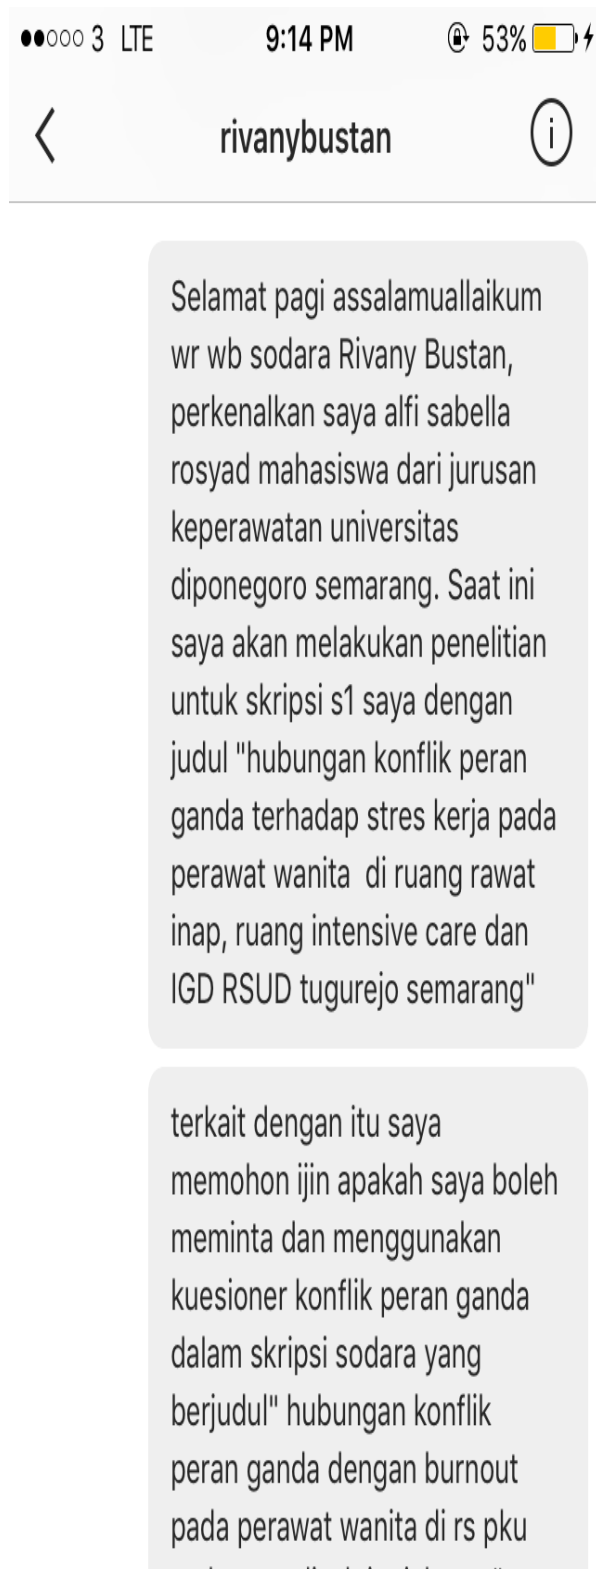 3 LTE 9:14 PM 53%
rivanybustan
Selamat pagi assalamuallaikum
wr wb sodara Rivany Bustan,
perkenalkan saya alfi sabella
rosyad mahasiswa dari jurusan
keperawatan universitas
diponegoro semarang. Saat ini
saya akan melakukan penelitian
untuk skripsi s1 saya dengan
judul "hubungan konflik peran
ganda terhadap stres kerja pada
perawat wanita  di ruang rawat
inap, ruang intensive care dan
IGD RSUD tugurejo semarang"
terkait dengan itu saya
memohon ijin apakah saya boleh
meminta dan menggunakan
kuesioner konflik peran ganda
dalam skripsi sodara yang
berjudul" hubungan konflik
peran ganda dengan burnout
pada perawat wanita di rs pku